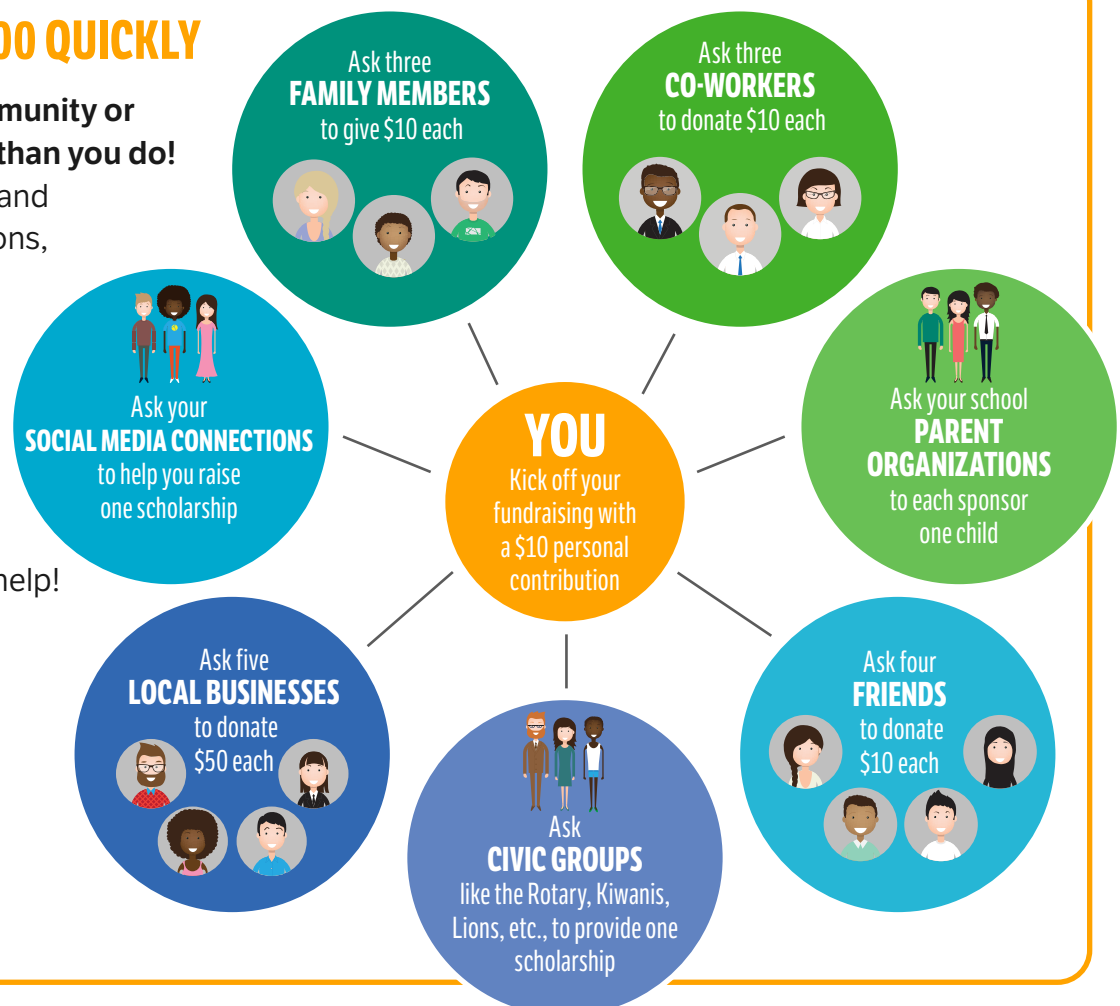 00 QUICKLY
munity or
than you do!
and
ons,
help!
Ask three
FAMILY MEMBERS
to give $10 each
Ask three
CO-WORKERS
to donate $10 each
Ask your
SOCIAL MEDIA CONNECTIONS
to help you raise
one scholarship
YOU
Kick off your
fundraising with
a $10 personal
contribution
Ask your school
PARENT
ORGANIZATIONS
to each sponsor
one child
Ask five
LOCAL BUSINESSES
to donate
$50 each
Ask
CIVIC GROUPS
like the Rotary, Kiwanis,
Lions, etc., to provide one
scholarship
Ask four
FRIENDS
to donate
$10 each